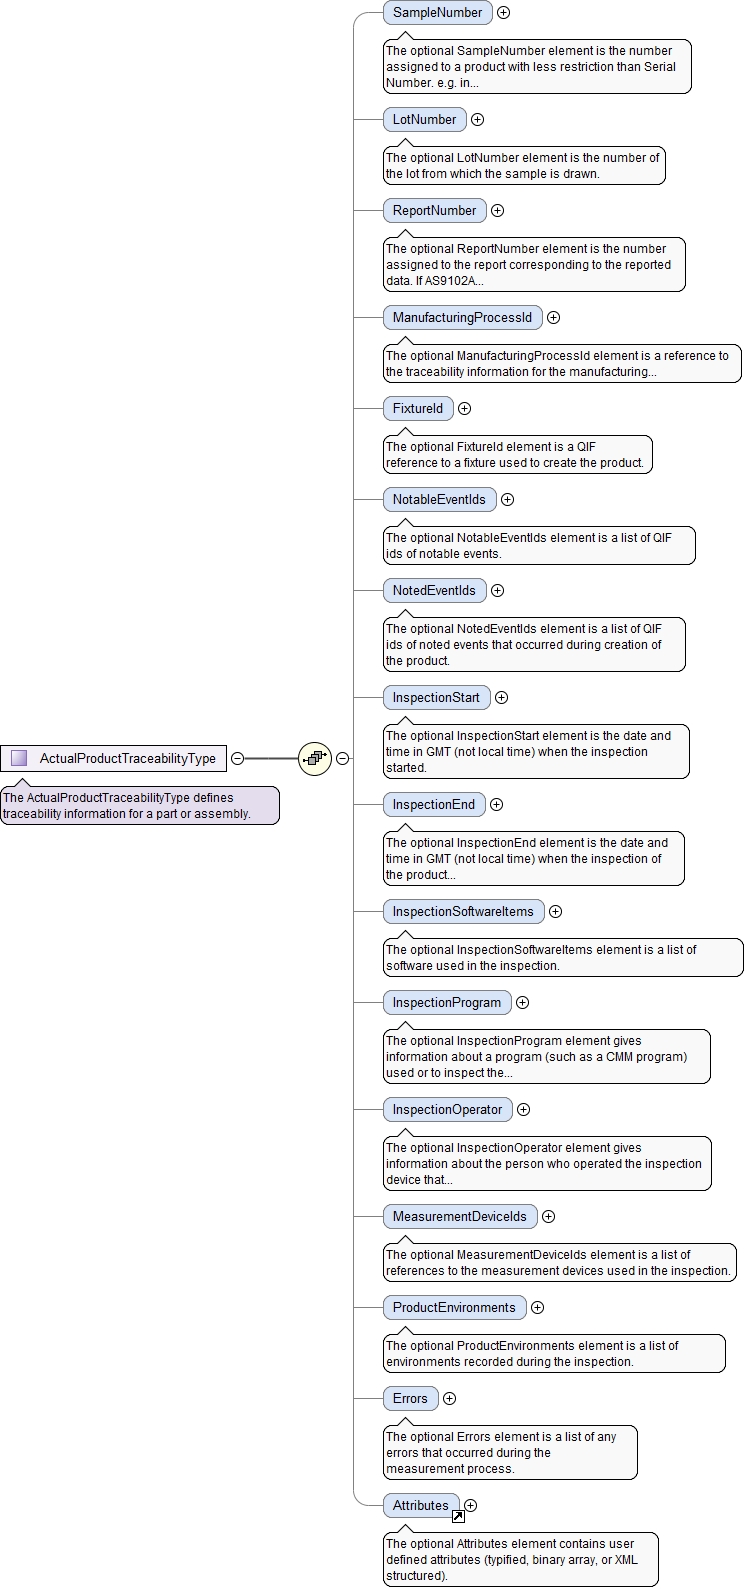 SampleNumber
The optional SampleNumber element is the number
assigned to a product with less restriction than Serial
Number. e.g. in...
LotNumber
The optional LotNumber element is the number of
the lot from which the sample is drawn.
ReportNumber
The optional ReportNumber element is the number
assigned to the report corresponding to the reported
data. If AS9102A...
ManufacturingProcessId
The optional ManufacturingProcessId element is a reference to
the traceability information for the manufacturing...
FixtureId
The optional FixtureId element is a QIF
reference to a fixture used to create the product.
NotableEventIds
The optional NotableEventIds element is a list of QIF
ids of notable events.
NotedEventIds
The optional NotedEventIds element is a list of QIF
ids of noted events that occurred during creation of
the product.
InspectionStart
The optional InspectionStart element is the date and
time in GMT (not local time) when the inspection
started.
ActualProductTraceabilityType
The ActualProductTraceabilityType defines
traceability information for a part or assembly.
InspectionEnd
The optional InspectionEnd element is the date and
time in GMT (not local time) when the inspection of
the product...
InspectionSoftwareItems
The optional InspectionSoftwareItems element is a list of
software used in the inspection.
InspectionProgram
The optional InspectionProgram element gives
information about a program (such as a CMM program)
used or to inspect the...
InspectionOperator
The optional InspectionOperator element gives
information about the person who operated the inspection
device that...
MeasurementDeviceIds
The optional MeasurementDeviceIds element is a list of
references to the measurement devices used in the inspection.
ProductEnvironments
The optional ProductEnvironments element is a list of
environments recorded during the inspection.
Errors
The optional Errors element is a list of any
errors that occurred during the
measurement process.
Attributes
The optional Attributes element contains user
defined attributes (typified, binary array, or XML
structured).